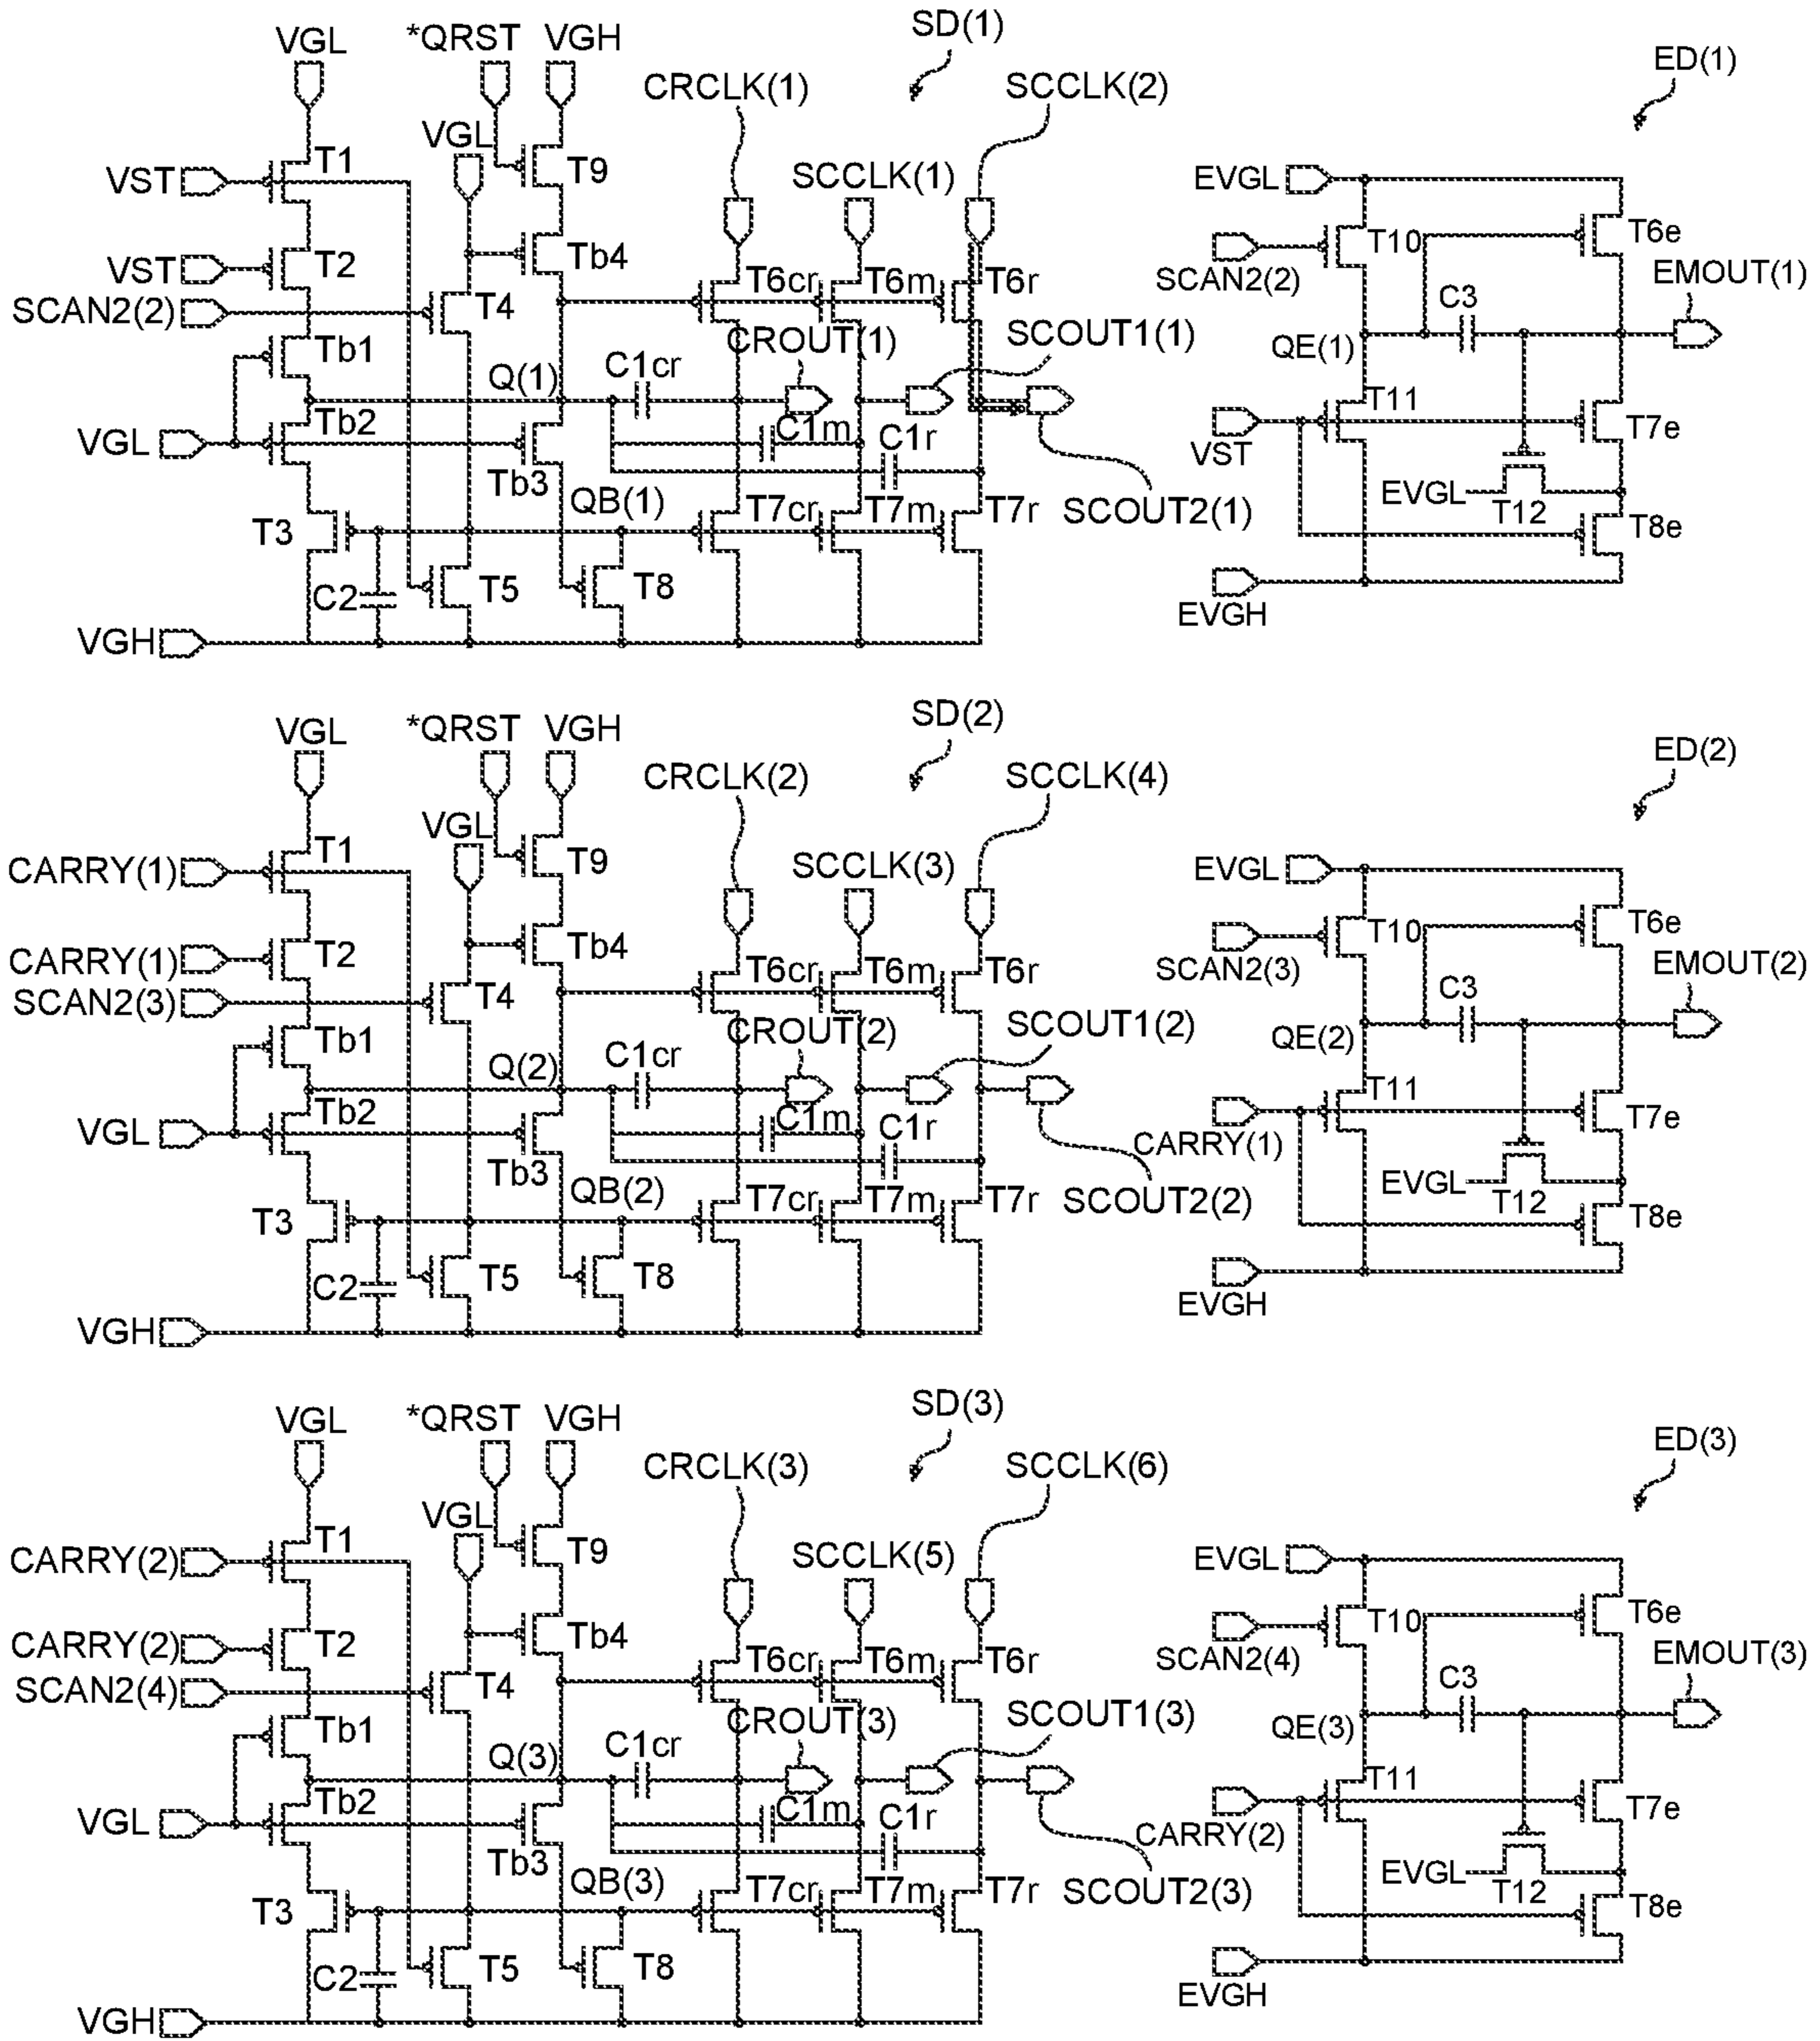 VGL
*QRST
VGH
SD(1)
CRCLK(1)
SCCLK(2)
ED(1)
VGL
T1
T9
VST
SCCLK(1)
EVGL
T2
Tb4
T10
T6e
VST
T6cr
T6m
T6r
SCAN2(2)
EMOUT(1)
SCAN2(2)
T4
C3
Tb1
CROUT(1)
SCOUT1(1)
QE(1)
Q(1)
C1cr
T11
Tb2
C1m
C1r
T7e
VGL
VST
Tb3
QB(1)
SCOUT2(1)
EVGL
T12
T3
T7cr
T7m
T7r
T8e
C2
T5
T8
EVGH
VGH
VGL
*QRST
VGH
SD(2)
CRCLK(2)
SCCLK(4)
ED(2)
VGL
T1
T9
CARRY(1)
SCCLK(3)
EVGL
T2
Tb4
T10
T6e
CARRY(1)
T6cr
T6m
T6r
SCAN2(3)
EMOUT(2)
SCAN2(3)
T4
C3
Tb1
CROUT(2)
SCOUT1(2)
QE(2)
Q(2)
C1cr
T11
Tb2
C1m
C1r
T7e
VGL
CARRY(1)
Tb3
QB(2)
SCOUT2(2)
EVGL
T12
T3
T7cr
T7m
T7r
T8e
C2
T5
T8
EVGH
VGH
VGL
*QRST
VGH
SD(3)
CRCLK(3)
SCCLK(6)
ED(3)
VGL
T1
T9
CARRY(2)
SCCLK(5)
EVGL
T2
Tb4
T10
T6e
CARRY(2)
T6cr
T6m
T6r
SCAN2(4)
EMOUT(3)
SCAN2(4)
T4
C3
Tb1
CROUT(3)
SCOUT1(3)
QE(3)
Q(3)
C1cr
T11
Tb2
C1m
C1r
T7e
VGL
CARRY(2)
Tb3
QB(3)
SCOUT2(3)
EVGL
T12
T3
T7cr
T7m
T7r
T8e
C2
T5
T8
EVGH
VGH